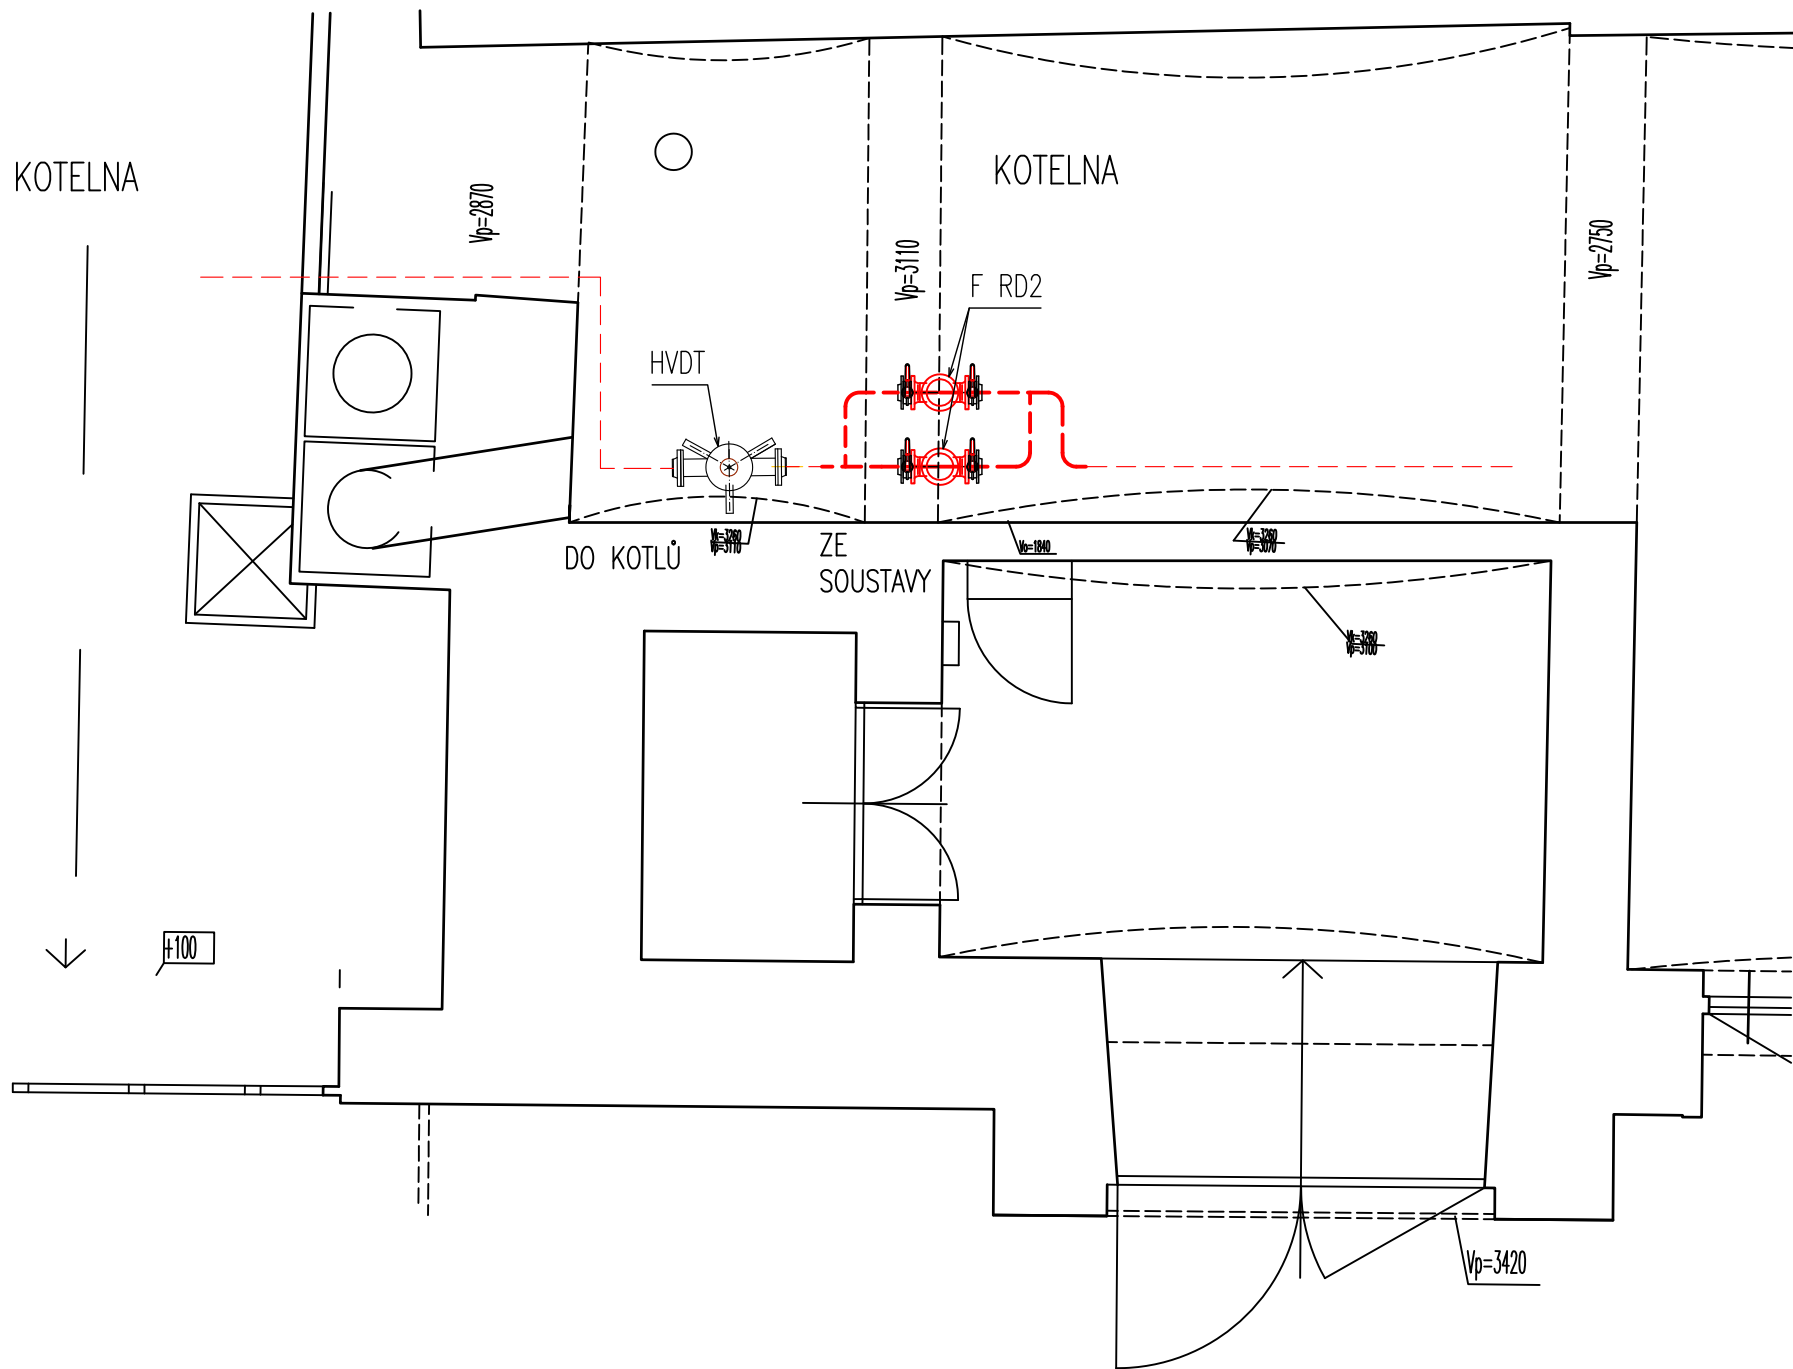 KOTELNA
KOTELNA
Vp=2870
Vp=3110
Vp=2750
F RD2
HVDT
DO KOTLŮ
ZE
SOUSTAVY
Vo=1840
+100
Vp=3420